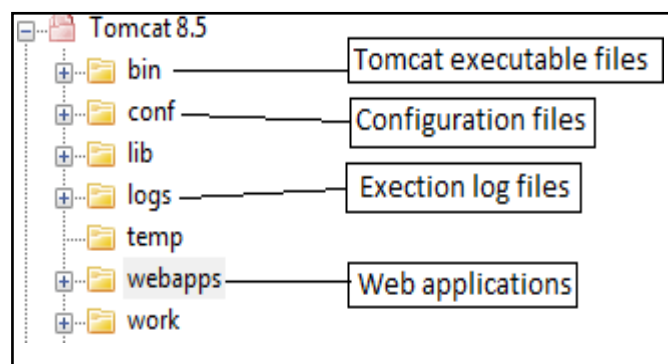 Tomcat 8.5
bin
Tomcat executable files
conf
Configuration files
lib
logs
Exection log files
temp
webapps
Web applications
work